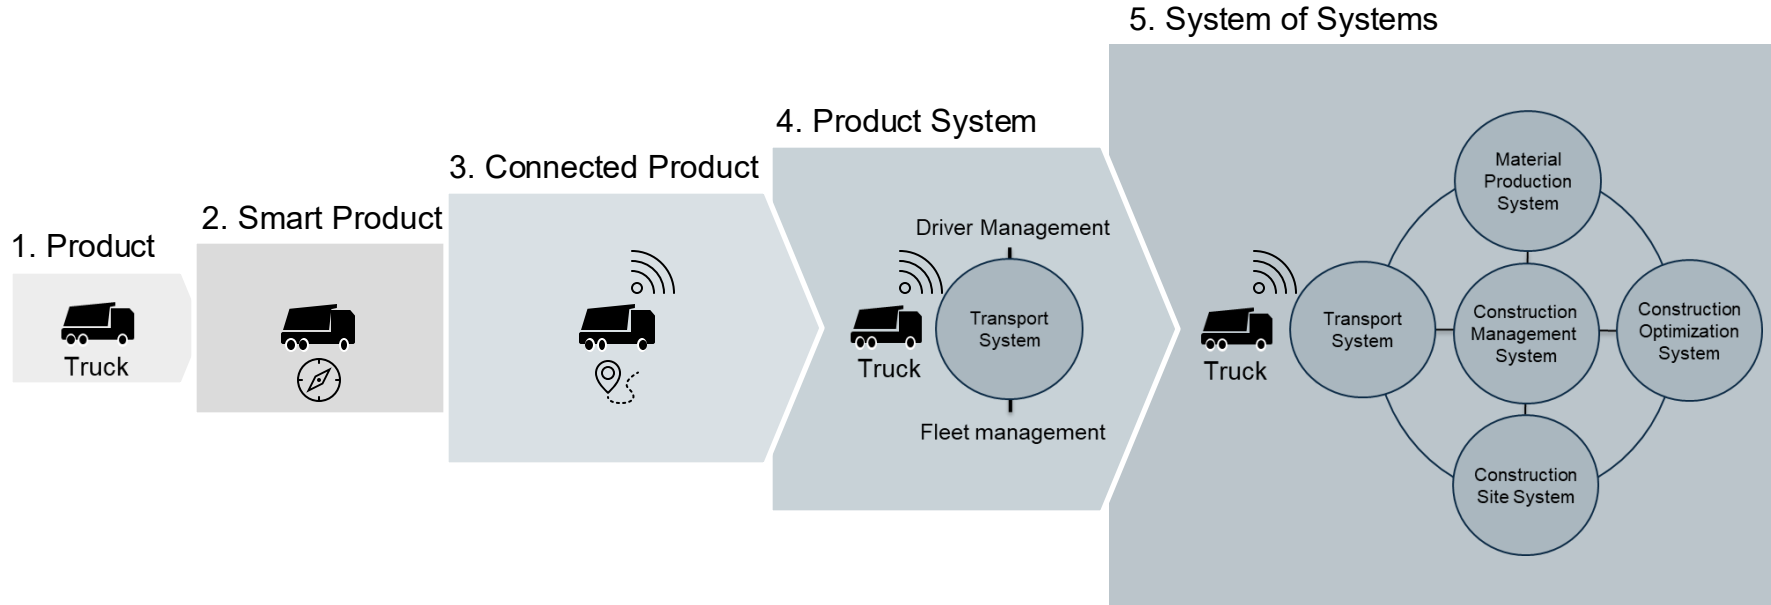 1. Product
Truck
2. Smart Product
3. Connected Product
4. Product System
Driver Management
Transport
System
Truck
Fleet management
5. System of Systems
Truck
Transport
System
Material
Production
System
Construction
Management
System
Construction
Optimization
System
Construction
Site System